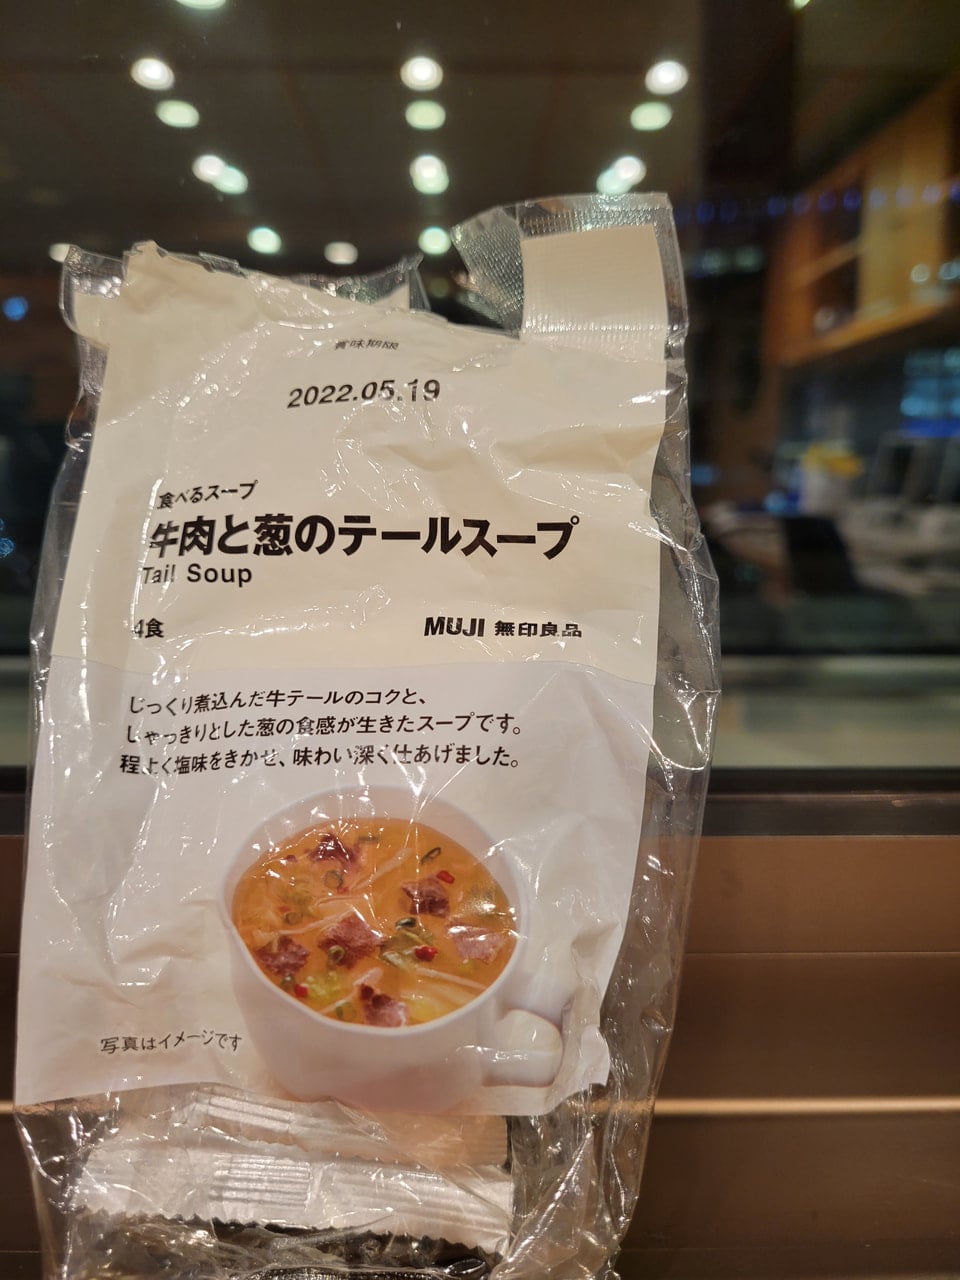 賞味期限
2022.05.19
食べるスープ
牛肉と葱のテールスープ
Tail Soup
4食
MUJI 無印良品
じっくり煮込んだ牛テールのコクと、
しゃっきりとした葱の食感が生きたスープです。
程よく塩味をきかせ、味わい深く仕あげました。
写真はイメージです